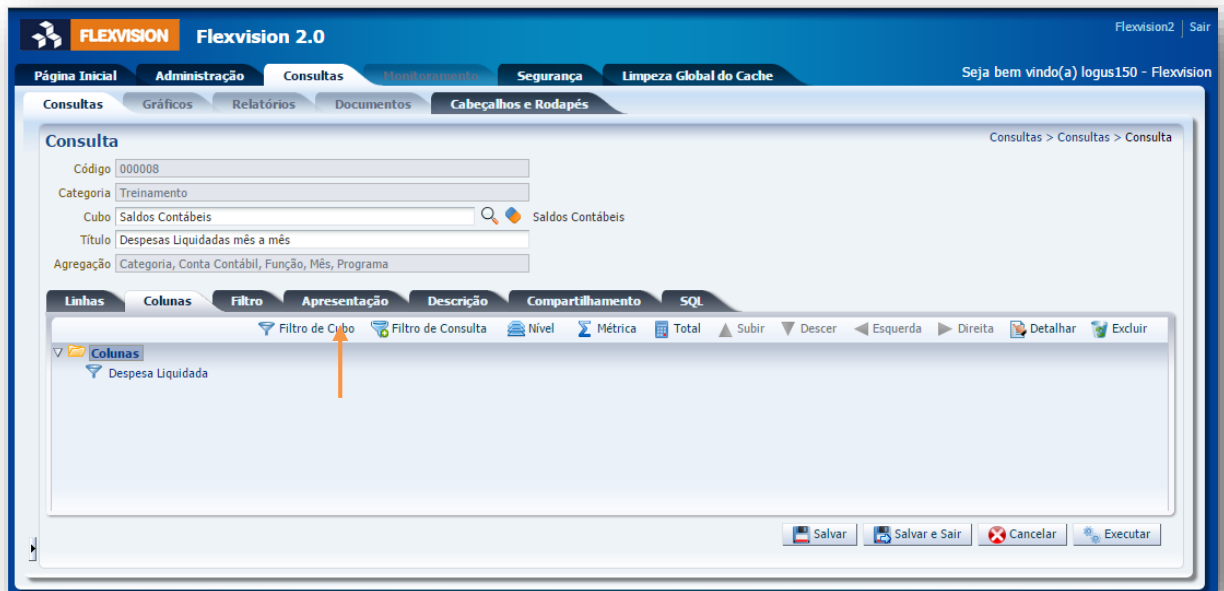 FLEXVISION Flexvision 2.0 Flexvision2 | Sair
Página Inicial Administração Consultas Monitoramento Segurança Limpeza Global do Cache Seja bem vindo(a) logus150 - Flexvision
Consultas Gráficos Relatórios Documentos Cabeçalhos e Rodapés
Consulta Consultas > Consultas > Consulta
Código 000008
Categoria Treinamento
Cubo Saldos Contábeis Saldos Contábeis
Título Despesas Liquidadas mês a mês
Agregação Categoria, Conta Contábil, Função, Mês, Programa
Linhas Colunas Filtro Apresentação Descrição Compartilhamento SQL
Filtro de Cubo Filtro de Consulta Nível Métrica Total Subir Descer Esquerda Direita Detalhar Excluir
Colunas
Despesa Liquidada
Salvar Salvar e Sair Cancelar Executar